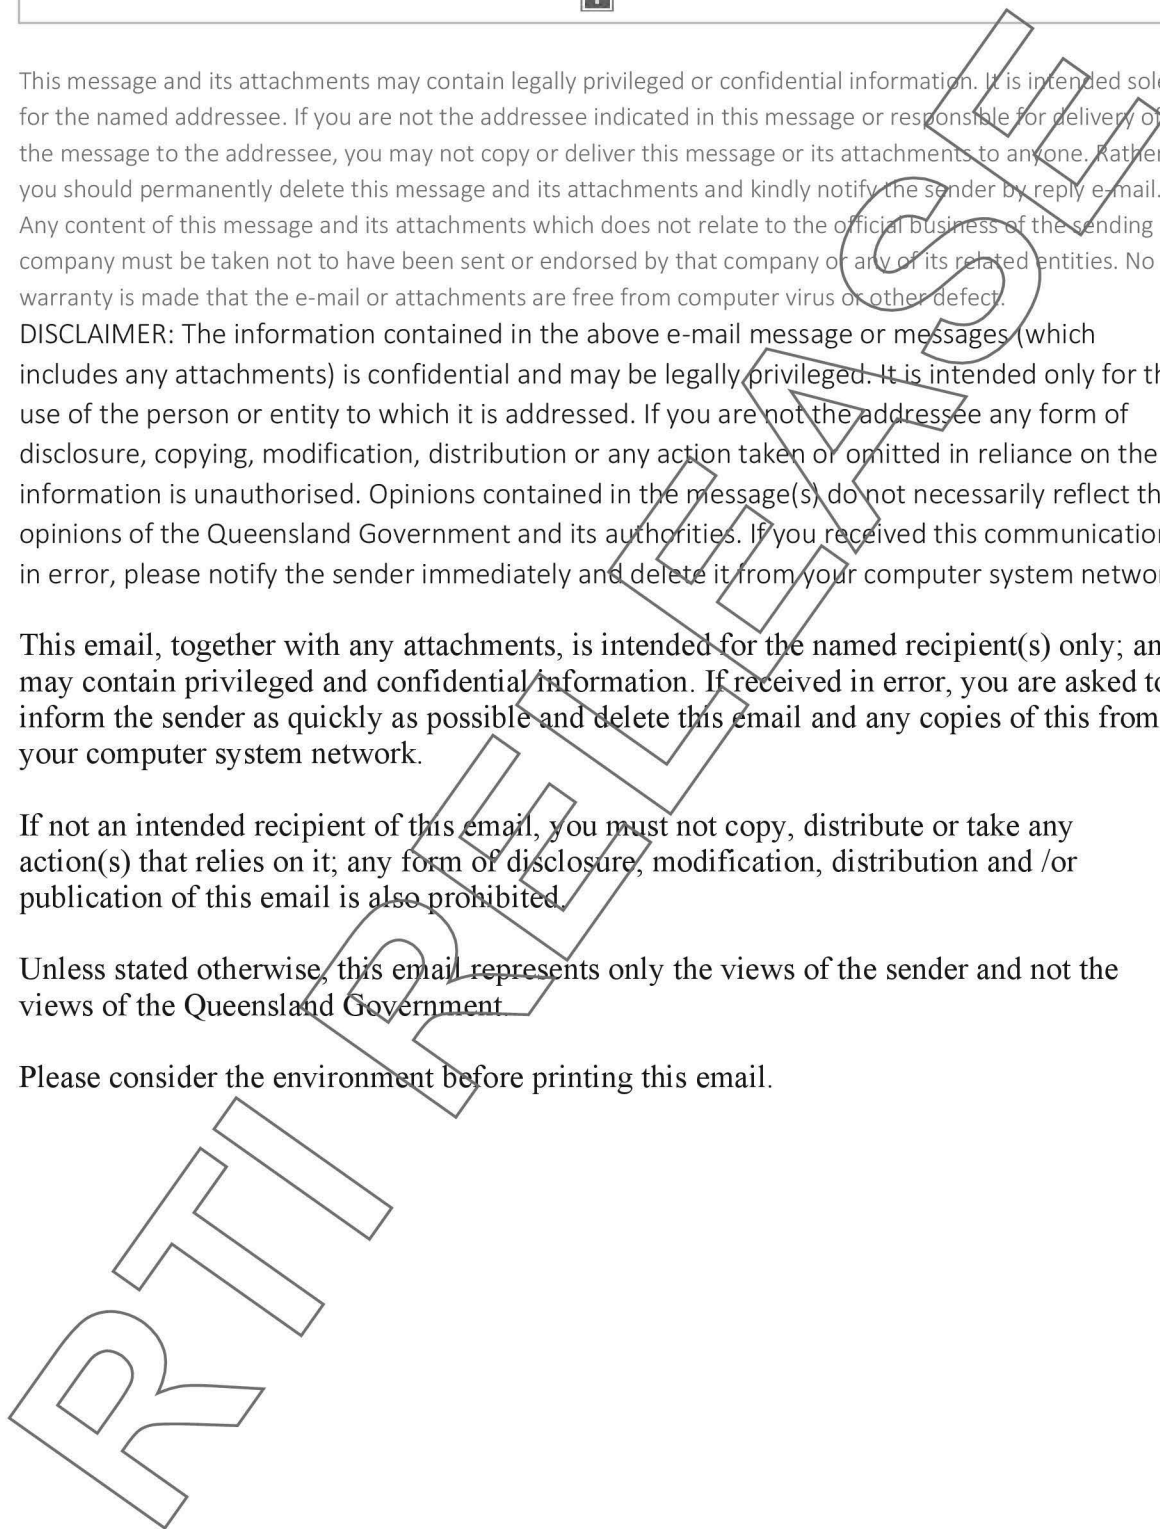 This message and its attachments may contain legally privileged or confidential information. It is intended sol
for the named addressee. If you are not the addressee indicated in this message or responsible for delivery of
the message to the addressee, you may not copy or deliver this message or its attachments to anyone. Rather
you should permanently delete this message and its attachments and kindly notify the sender by reply e-mail.
Any content of this message and its attachments which does not relate to the official business of the sending
company must be taken not to have been sent or endorsed by that company or any of its related entities. No
warranty is made that the e-mail or attachments are free from computer virus or other defect.
DISCLAIMER: The information contained in the above e-mail message or messages (which
includes any attachments) is confidential and may be legally privileged. It is intended only for th
use of the person or entity to which it is addressed. If you are not the addressee any form of
disclosure, copying, modification, distribution or any action taken or omitted in reliance on the
information is unauthorised. Opinions contained in the message(s) do not necessarily reflect th
opinions of the Queensland Government and its authorities. If you received this communicatio
in error, please notify the sender immediately and delete it from your computer system netwo
This email, together with any attachments, is intended for the named recipient(s) only; an
may contain privileged and confidential information. If received in error, you are asked to
inform the sender as quickly as possible and delete this email and any copies of this from
your computer system network.
If not an intended recipient of this email, you must not copy, distribute or take any
action(s) that relies on it; any form of disclosure, modification, distribution and /or
publication of this email is also prohibited.
Unless stated otherwise, this email represents only the views of the sender and not the
views of the Queensland Government.
Please consider the environment before printing this email.
RTI RELEASE